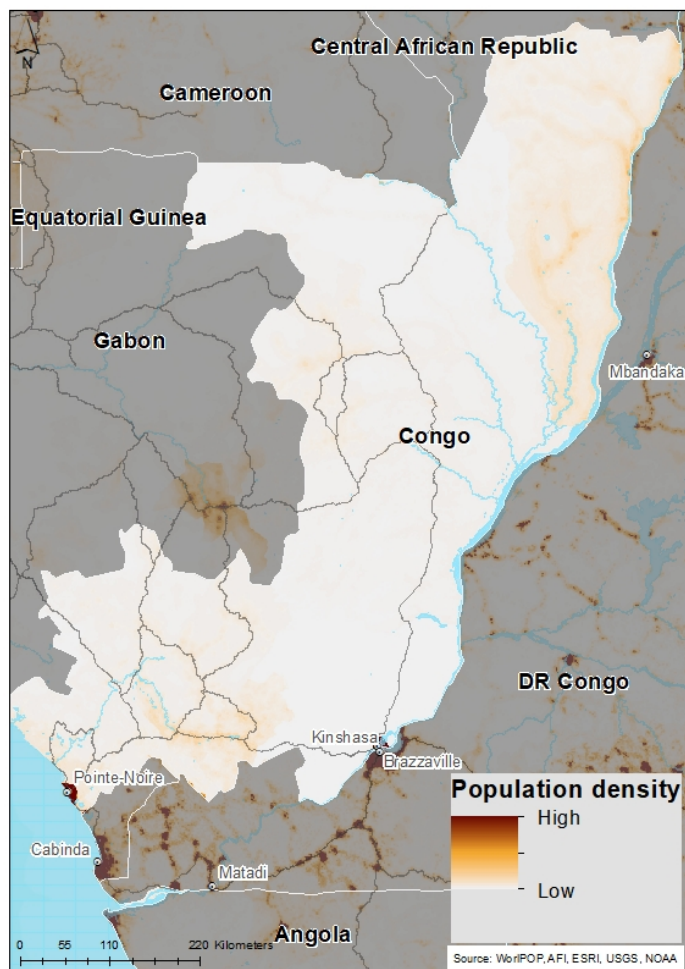 N
Central African Republic
Cameroon
Equatorial Guinea
Gabon
Mbandaka
Congo
DR Congo
Kinshasa
Brazzaville
Pointe-Noire
Population density
High
Low
Cabinda
Matadi
Angola
0 55 110 220 Kilometers
Source: WorlPOP, AFI, ESRI, USGS, NOAA